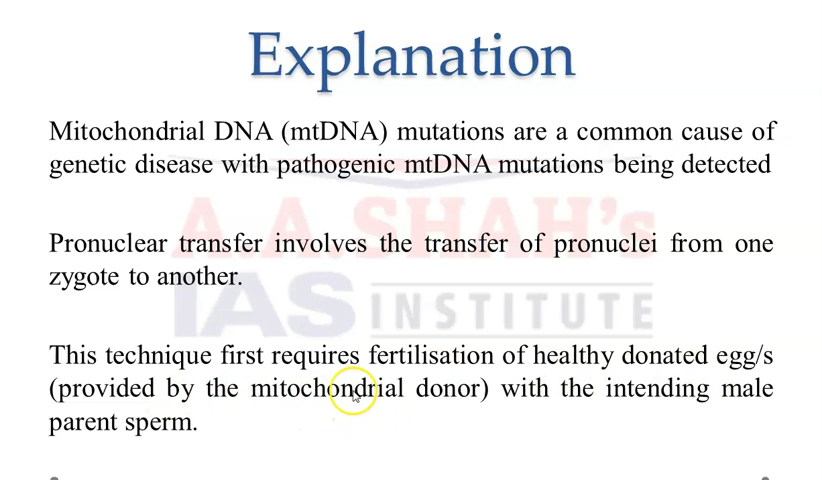 Explanation
Mitochondrial DNA (mtDNA) mutations are a common cause of
genetic disease with pathogenic mtDNA mutations being detected
Pronuclear transfer involves the transfer of pronuclei from one
zygote to another.
This technique first requires fertilisation of healthy donated egg/s
(provided by the mitochondrial donor) with the intending male
parent sperm.
A.A.SHAH's
IAS INSTITUTE